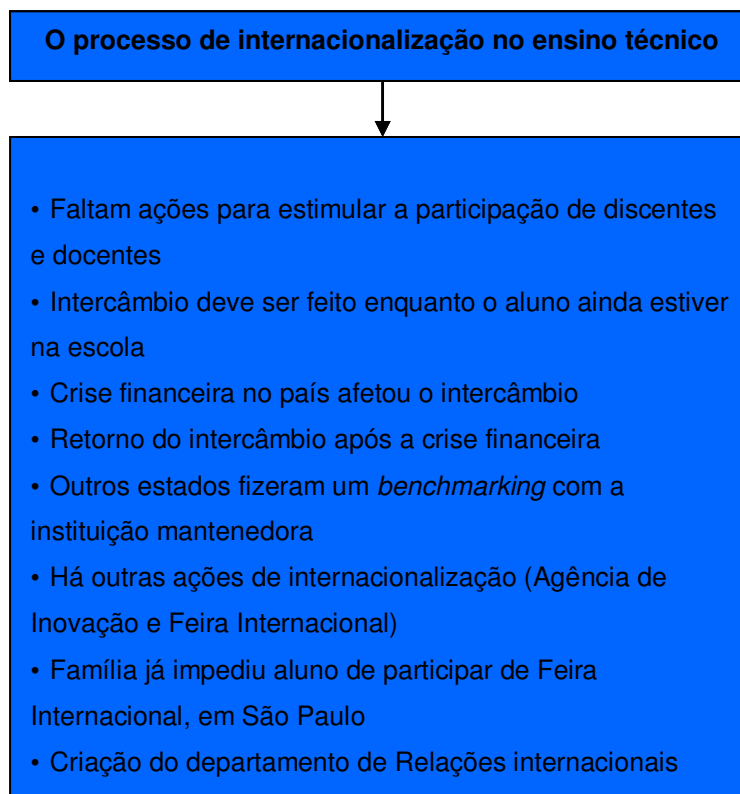 O processo de internacionalização no ensino técnico
• Faltam ações para estimular a participação de discentes
e docentes
• Intercâmbio deve ser feito enquanto o aluno ainda estiver
na escola
• Crise financeira no país afetou o intercâmbio
• Retorno do intercâmbio após a crise financeira
• Outros estados fizeram um benchmarking com a
instituição mantenedora
• Há outras ações de internacionalização (Agência de
Inovação e Feira Internacional)
• Família já impediu aluno de participar de Feira
Internacional, em São Paulo
• Criação do departamento de Relações internacionais